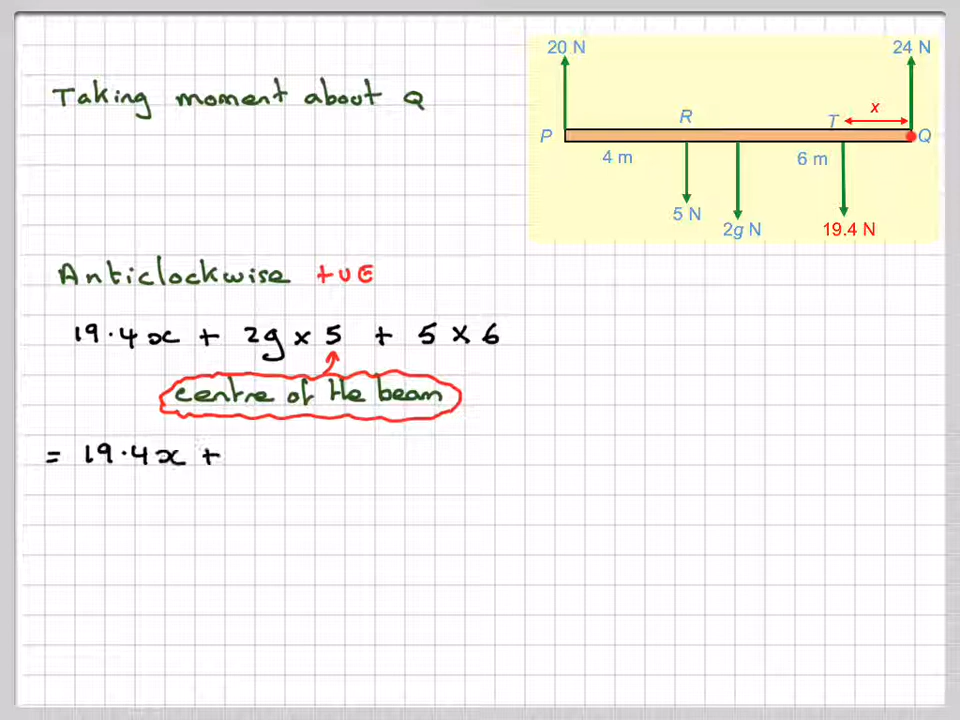 20 N 24 N
x
R T
P Q
4 m 6 m
5 N
2g N 19.4 N
Taking moment about Q
Anticlockwise +ve
19.4x + 2g × 5 + 5 × 6
centre of the beam
= 19.4x +